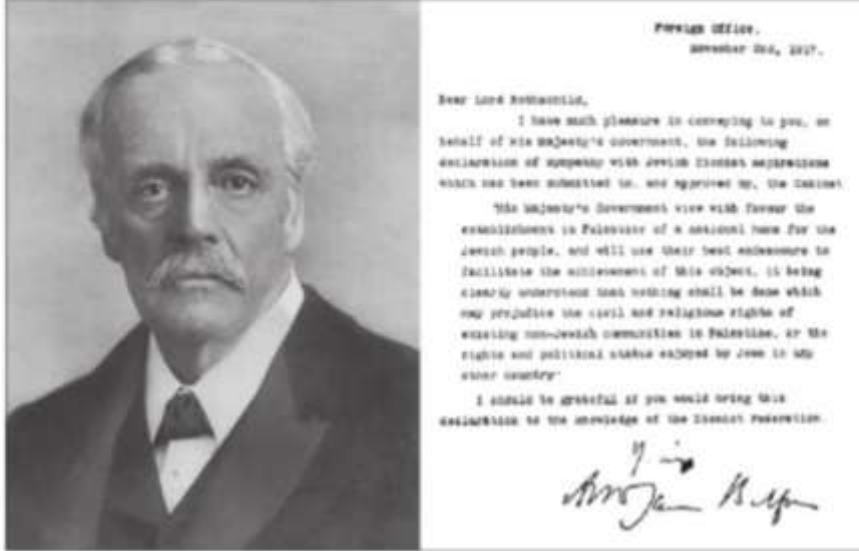 Foreign Office,
November 2nd, 1917.
Dear Lord Rothschild,
I have much pleasure in conveying to you, on
behalf of His Majesty's Government, the following
declaration of sympathy with Jewish Zionist aspirations
which has been submitted to, and approved by, the Cabinet
"His Majesty's Government view with favour the
establishment in Palestine of a national home for the
Jewish people, and will use their best endeavours to
facilitate the achievement of this object, it being
clearly understood that nothing shall be done which
may prejudice the civil and religious rights of
existing non-Jewish communities in Palestine, or the
rights and political status enjoyed by Jews in any
other country"
I should be grateful if you would bring this
declaration to the knowledge of the Zionist Federation.